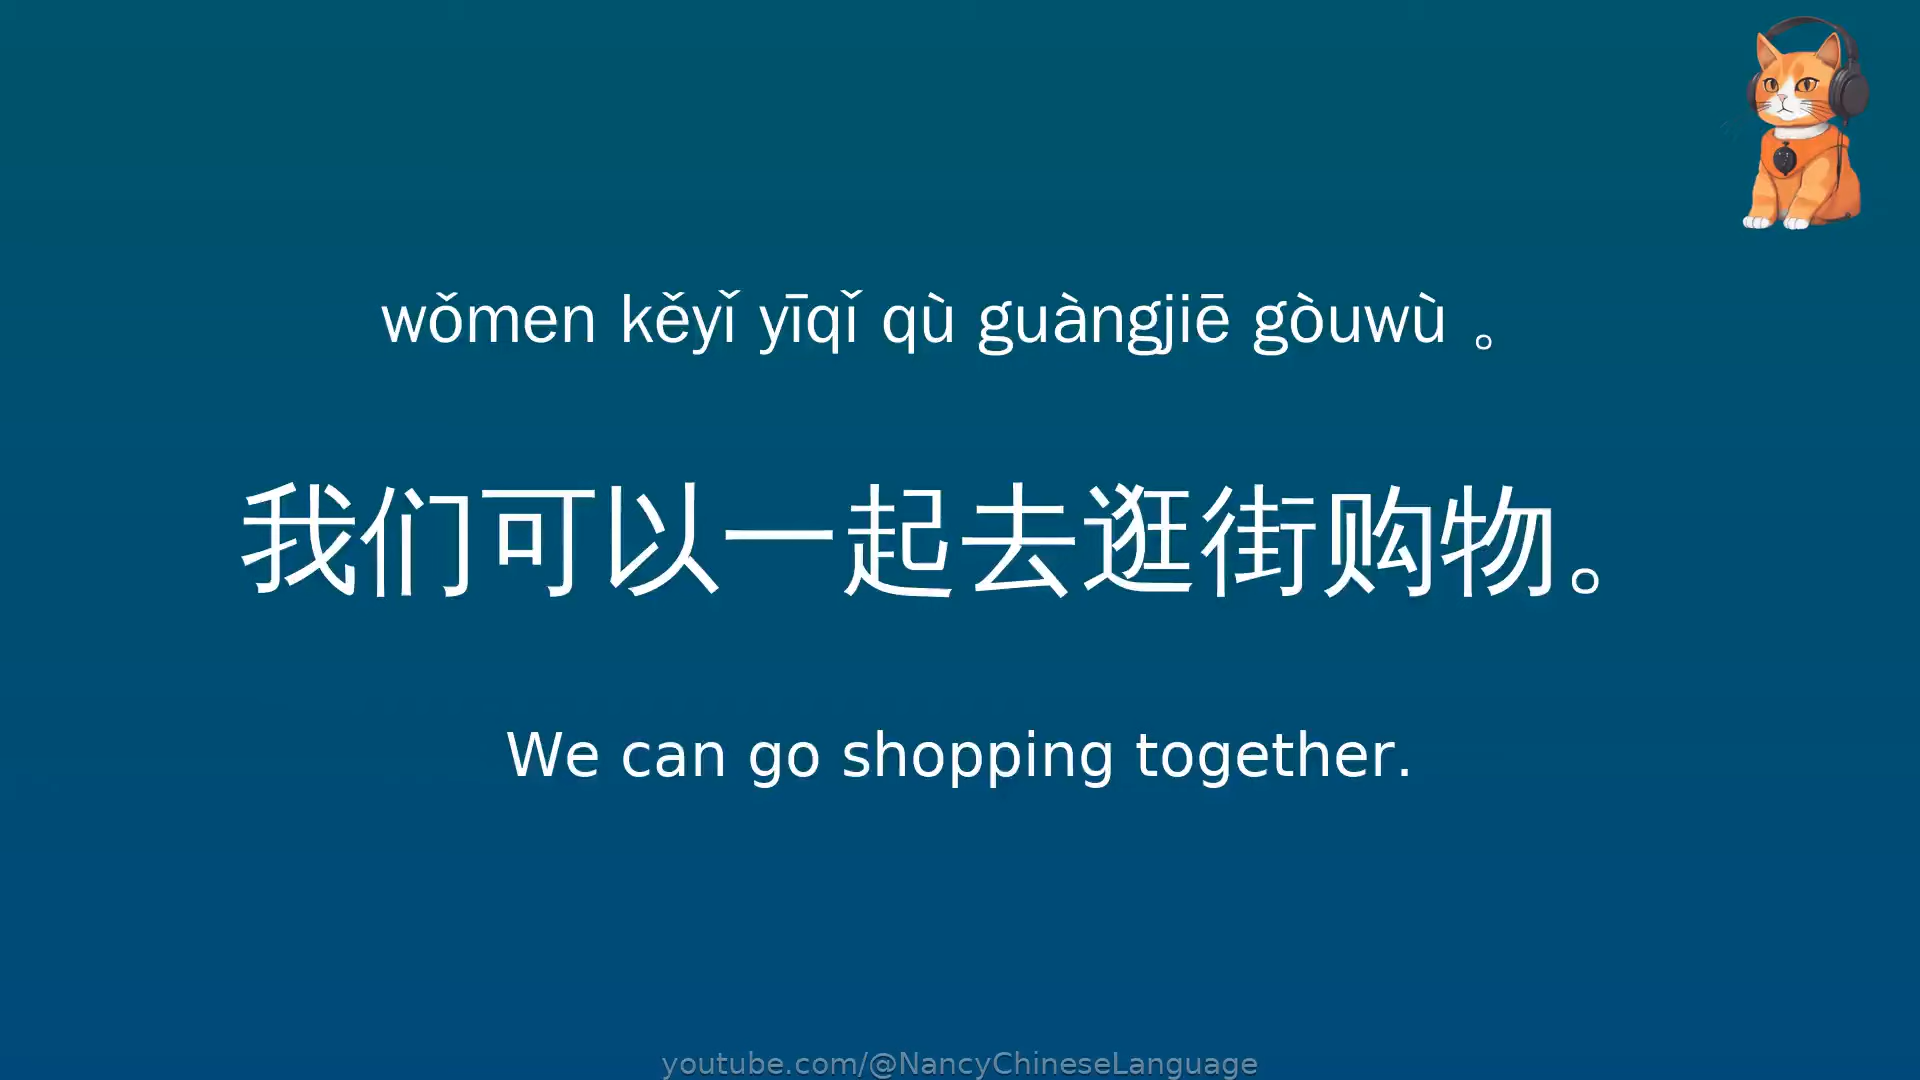 wǒmen kěyǐ yīqǐ qù guàngjiē gòuwù 。
我们可以一起去逛街购物。
We can go shopping together.
youtube.com/@NancyChineseLanguage